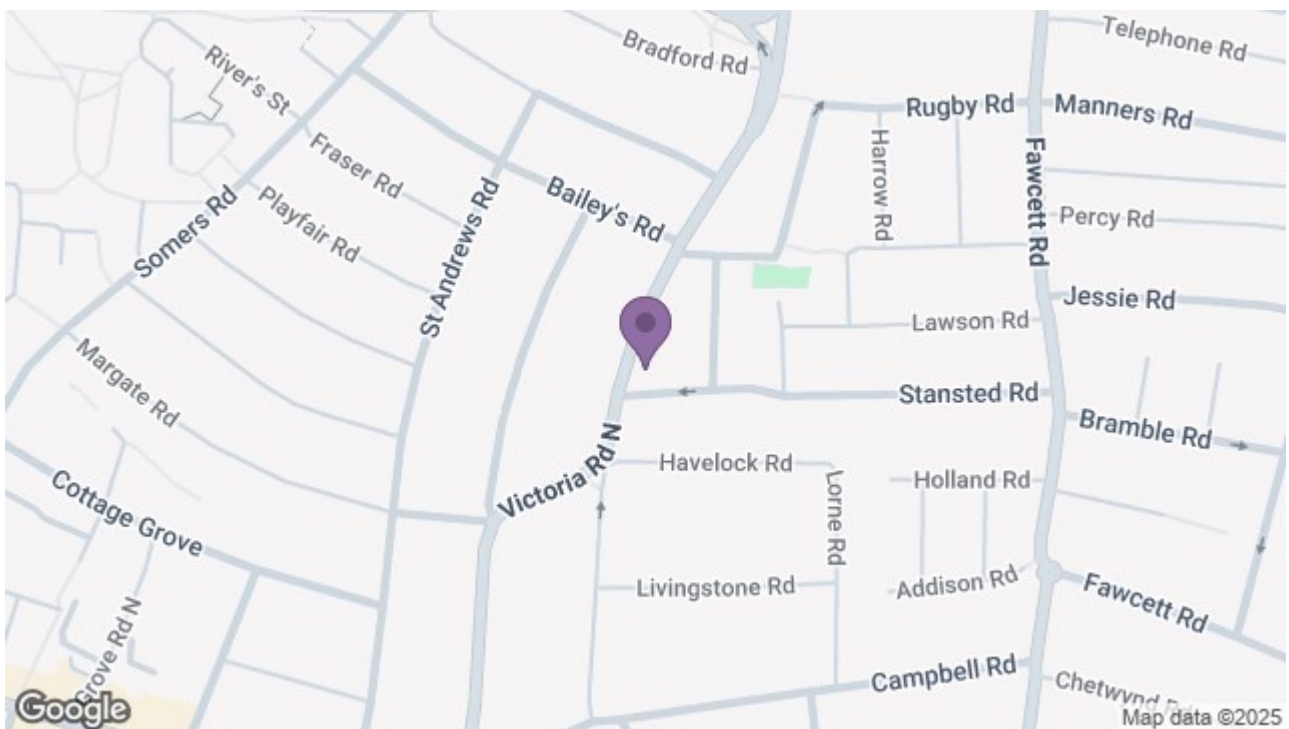 Telephone Rd
Bradford Rd
River's St
Rugby Rd
Manners Rd
Fraser Rd
Harrow Rd
Fawcett Rd
Bailey's Rd
Playfair Rd
Somers Rd
St Andrews Rd
Percy Rd
Jessie Rd
Lawson Rd
Margate Rd
Stansted Rd
Bramble Rd
Victoria Rd N
Havelock Rd
Lorne Rd
Holland Rd
Cottage Grove
Livingstone Rd
Addison Rd
Fawcett Rd
Grove Rd N
Campbell Rd
Chetwynd Rd
Google
Map data ©2025